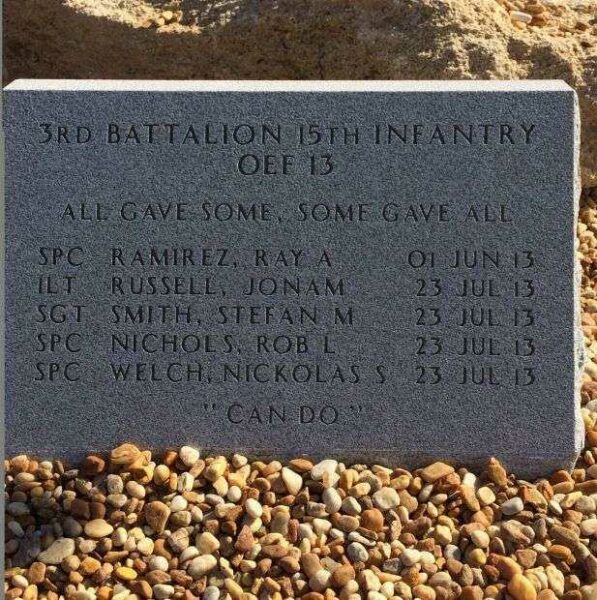 3RD BATTALION 15TH INFANTRY
OEF 13
ALL GAVE SOME, SOME GAVE ALL
SPC RAMIREZ, RAY A 01 JUN 13
1LT RUSSELL, JONAM 23 JUL 13
SGT SMITH, STEFAN M 23 JUL 13
SPC NICHOLS, ROB L 23 JUL 13
SPC WELCH, NICKOLAS S 23 JUL 13
"CAN DO"